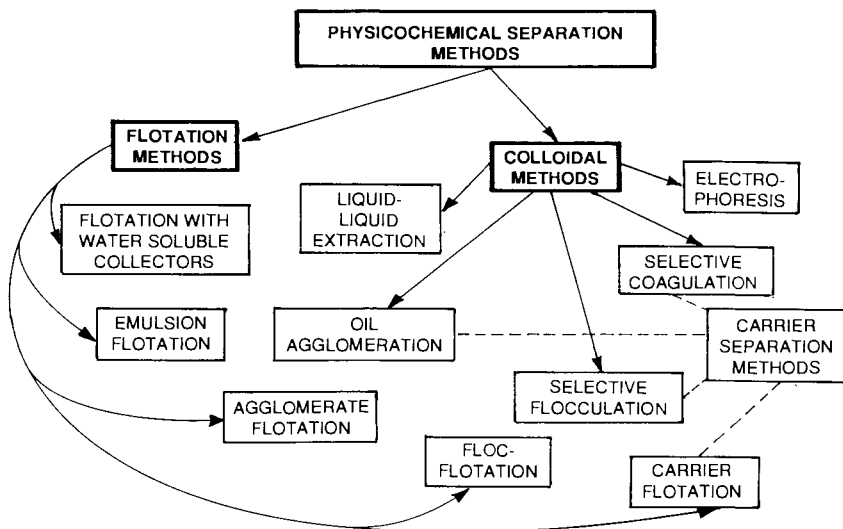 PHYSICOCHEMICAL SEPARATION
METHODS
FLOTATION
METHODS
COLLOIDAL
METHODS
ELECTRO-
PHORESIS
LIQUID-
LIQUID
EXTRACTION
FLOTATION WITH
WATER SOLUBLE
COLLECTORS
SELECTIVE
COAGULATION
EMULSION
FLOTATION
OIL
AGGLOMERATION
CARRIER
SEPARATION
METHODS
SELECTIVE
FLOCCULATION
AGGLOMERATE
FLOTATION
FLOC-
FLOTATION
CARRIER
FLOTATION